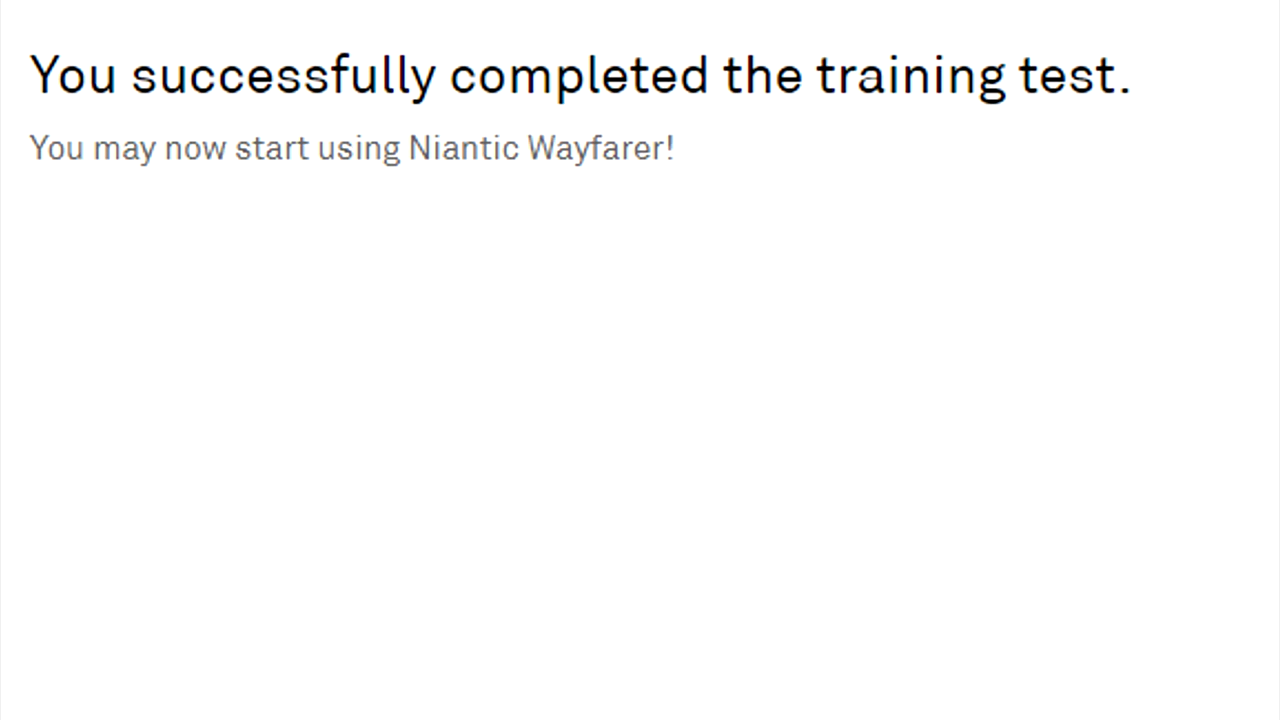 You successfully completed the training test.
You may now start using Niantic Wayfarer!